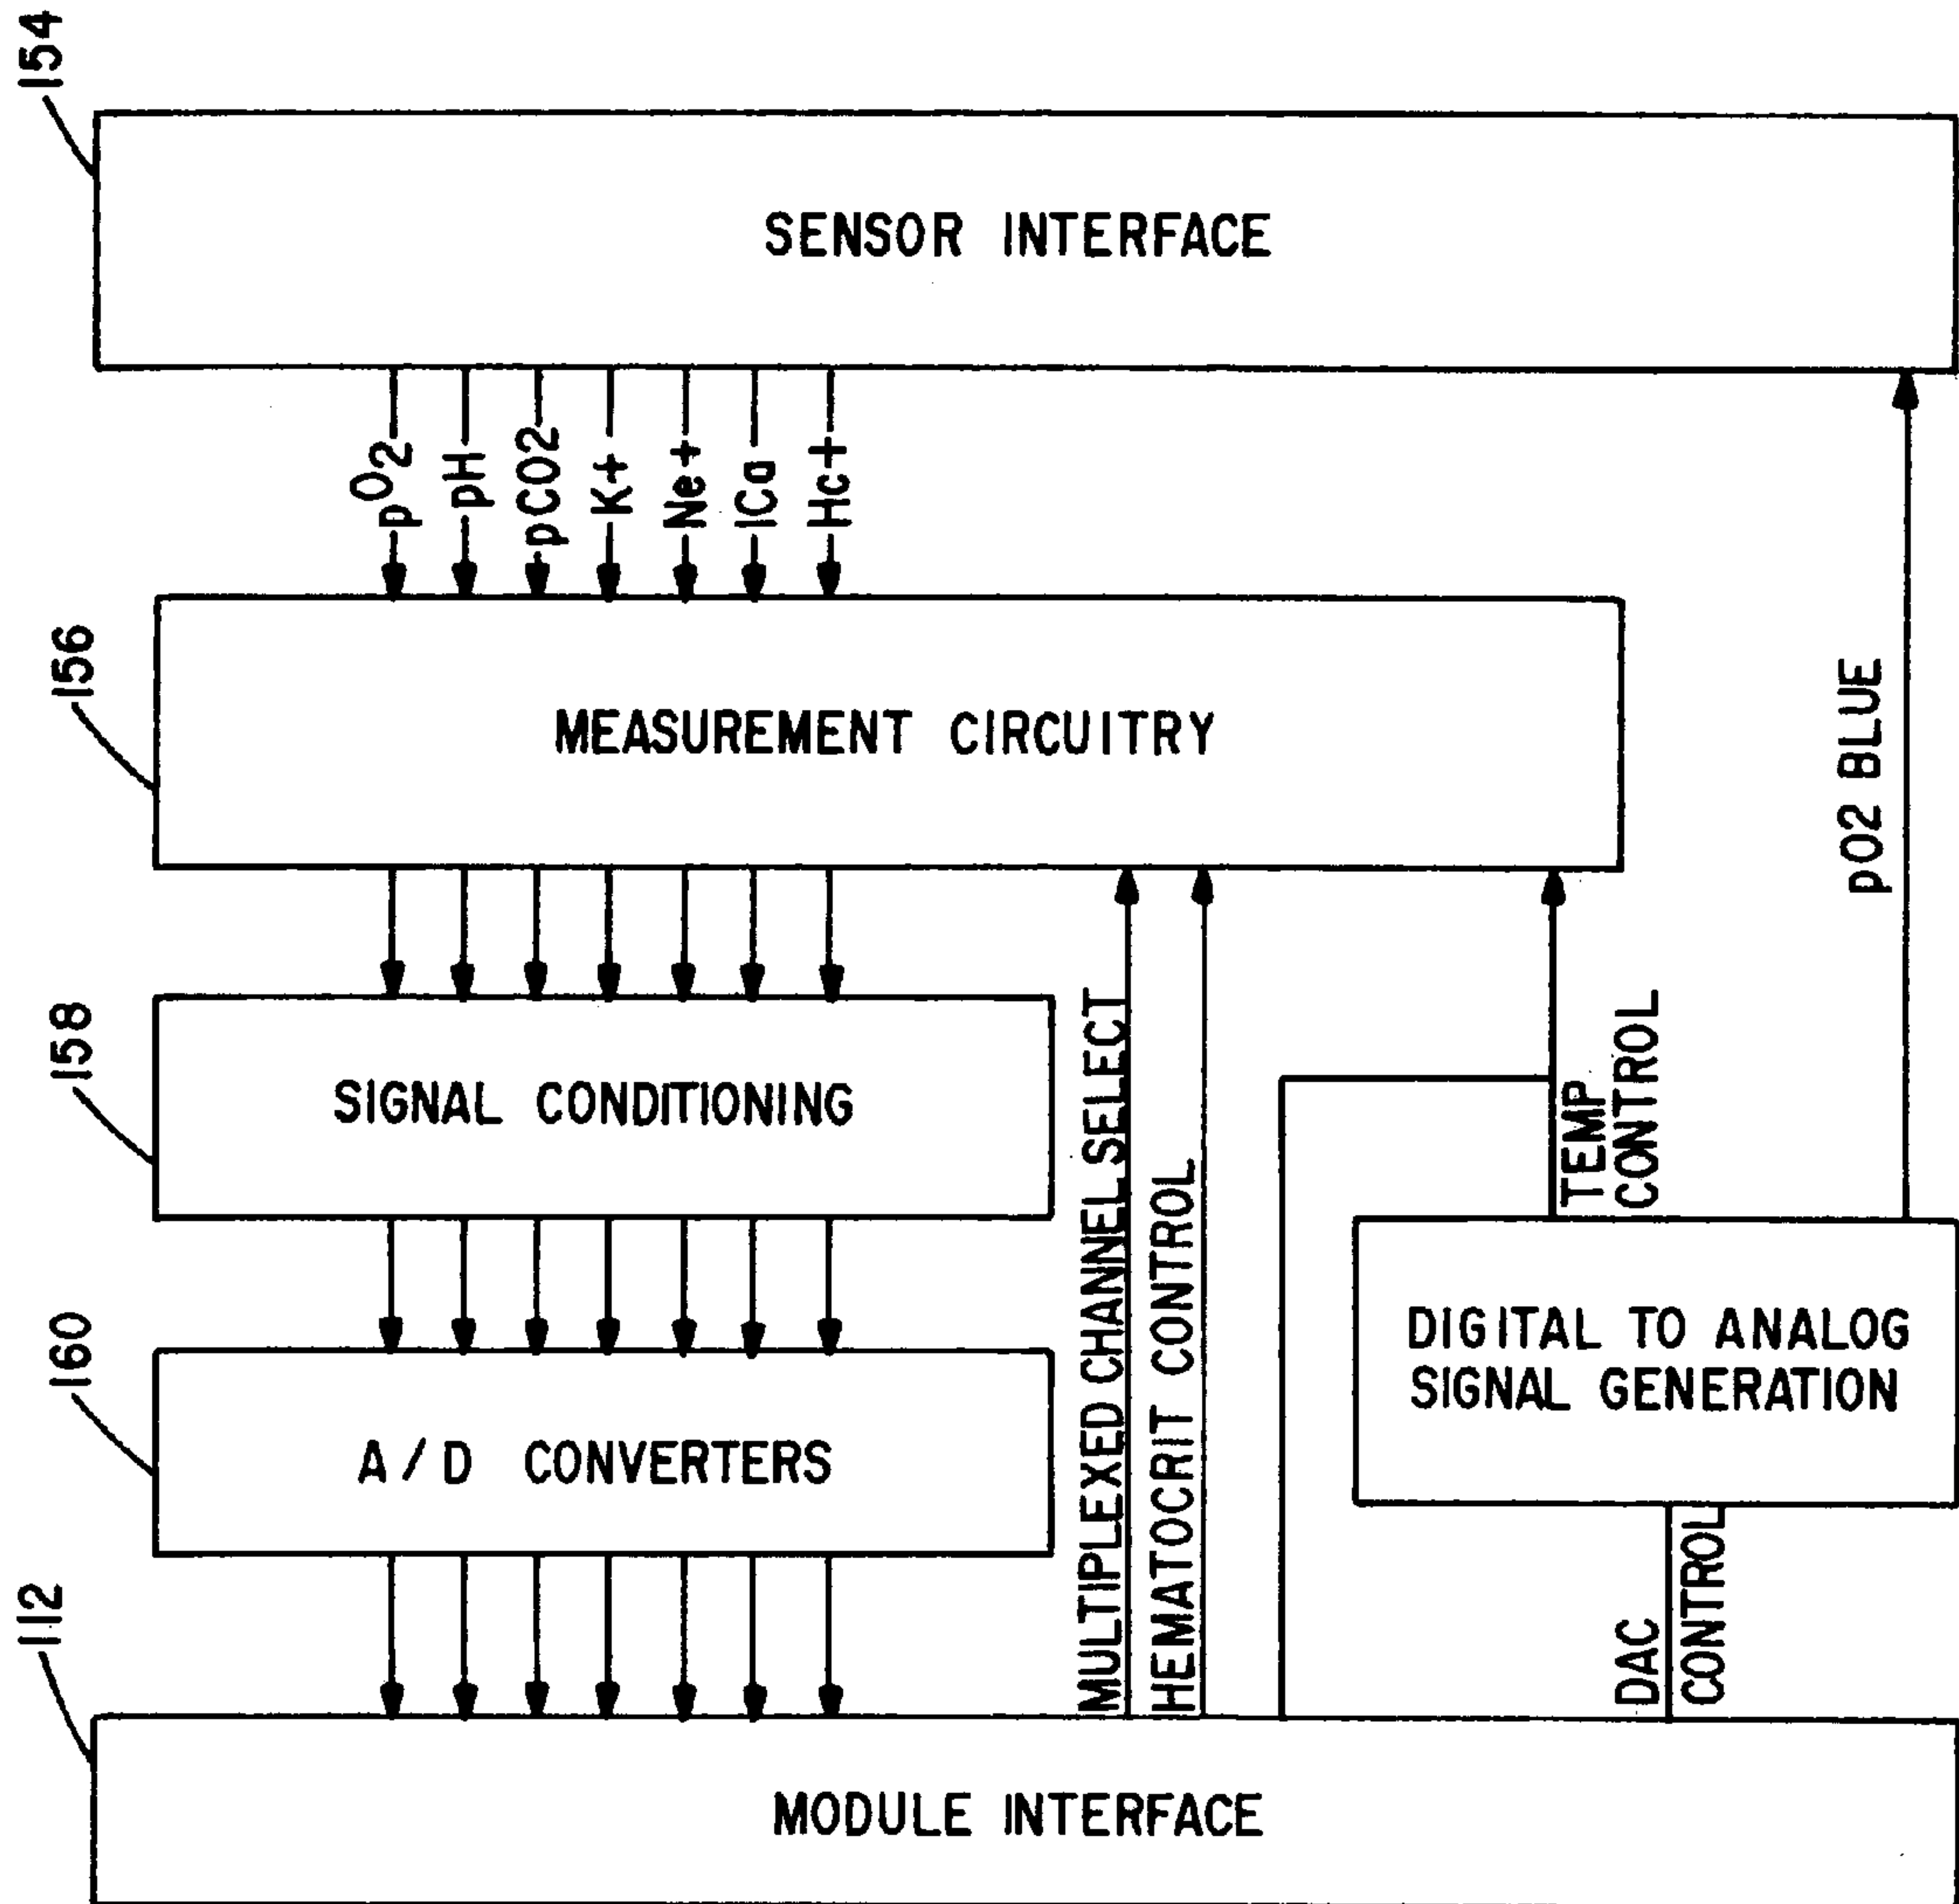 154
SENSOR INTERFACE
pO2
pH
pCO2
K+
Ne+
ICa
Hc+
156
MEASUREMENT CIRCUITRY
pO2 BLUE
158
SIGNAL CONDITIONING
MULTIPLEXED CHANNEL SELECT
HEMATOCRIT CONTROL
TEMP
CONTROL
160
A/D CONVERTERS
DIGITAL TO ANALOG
SIGNAL GENERATION
DAC
CONTROL
112
MODULE INTERFACE